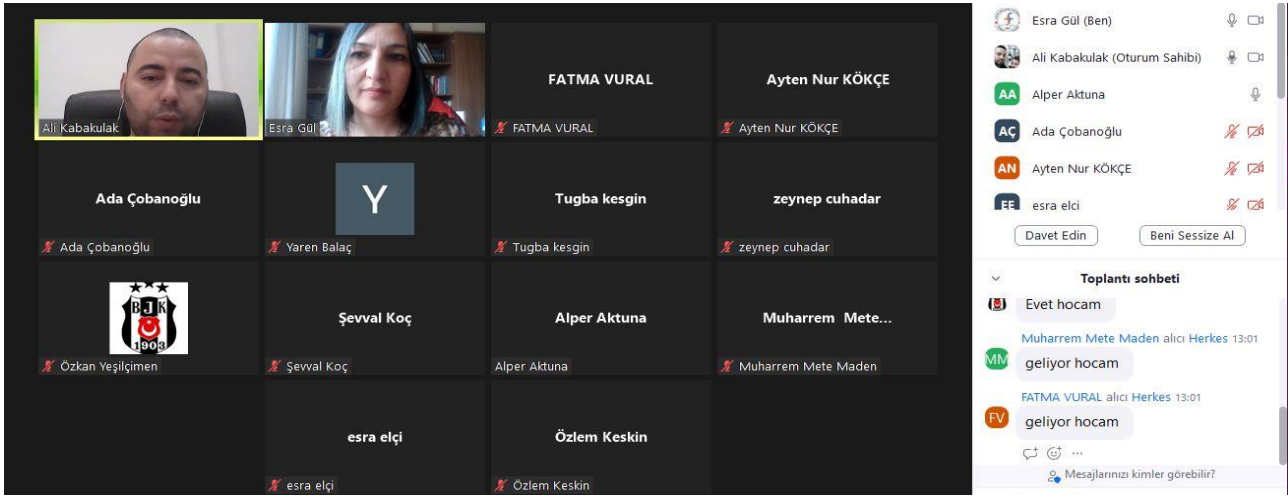 Ali Kabakulak
Esra Gül
FATMA VURAL
FATMA VURAL
Ayten Nur KÖKÇE
Ayten Nur KÖKÇE
Ada Çobanoğlu
Ada Çobanoğlu
Y
Yaren Balaç
Tugba kesgin
Tugba kesgin
zeynep cuhadar
zeynep cuhadar
BJK
1903
Özkan Yeşilçimen
Şevval Koç
Şevval Koç
Alper Aktuna
Alper Aktuna
Muharrem Mete...
Muharrem Mete Maden
esra elçi
esra elçi
Özlem Keskin
Özlem Keskin
Esra Gül (Ben)
Ali Kabakulak (Oturum Sahibi)
AA Alper Aktuna
AÇ Ada Çobanoğlu
AN Ayten Nur KÖKÇE
EE esra elci
Davet Edin Beni Sessize Al
Toplantı sohbeti
Evet hocam
Muharrem Mete Maden alıcı Herkes 13:01
MM geliyor hocam
FATMA VURAL alıcı Herkes 13:01
FV geliyor hocam
Mesajlarınızı kimler görebilir?